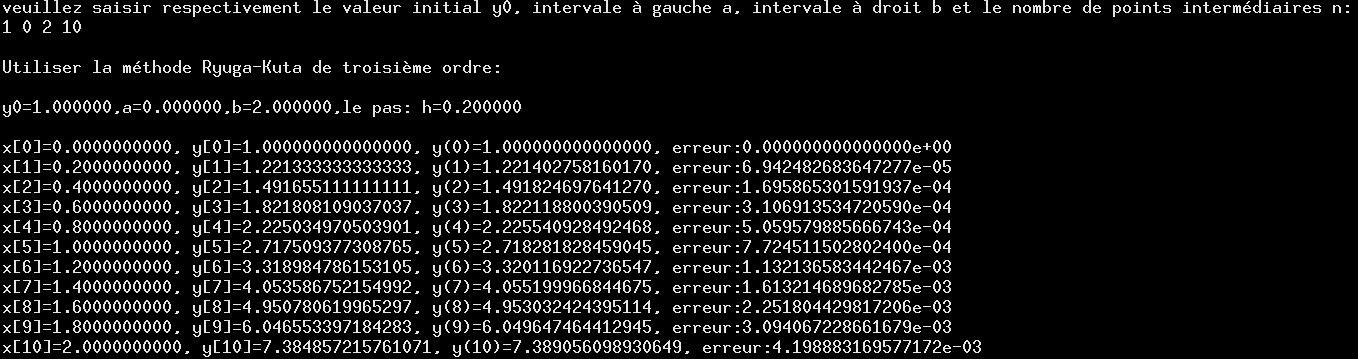 veuillez saisir respectivement le valeur initial y0, intervale à gauche a, intervale à droit b et le nombre de points intermédiaires n:
1 0 2 10
Utiliser la méthode Ryuga-Kuta de troisième ordre:
y0=1.000000,a=0.000000,b=2.000000,le pas: h=0.200000
x[0]=0.0000000000, y[0]=1.000000000000000, y(0)=1.000000000000000, erreur:0.000000000000000e+00
x[1]=0.2000000000, y[1]=1.221333333333333, y(1)=1.221402758160170, erreur:6.942482683647277e-05
x[2]=0.4000000000, y[2]=1.491655111111111, y(2)=1.491824697641270, erreur:1.695865301591937e-04
x[3]=0.6000000000, y[3]=1.821808109037037, y(3)=1.822118800390509, erreur:3.106913534720590e-04
x[4]=0.8000000000, y[4]=2.225034970503901, y(4)=2.225540928492468, erreur:5.059579885666743e-04
x[5]=1.0000000000, y[5]=2.717509377308765, y(5)=2.718281828459045, erreur:7.724511502802400e-04
x[6]=1.2000000000, y[6]=3.318984786153105, y(6)=3.320116922736547, erreur:1.132136583442467e-03
x[7]=1.4000000000, y[7]=4.053586752154992, y(7)=4.055199966844675, erreur:1.613214689682785e-03
x[8]=1.6000000000, y[8]=4.950780619965297, y(8)=4.953032424395114, erreur:2.251804429817206e-03
x[9]=1.8000000000, y[9]=6.046553397184283, y(9)=6.049647464412945, erreur:3.094067228661679e-03
x[10]=2.0000000000, y[10]=7.384857215761071, y(10)=7.389056098930649, erreur:4.198883169577172e-03